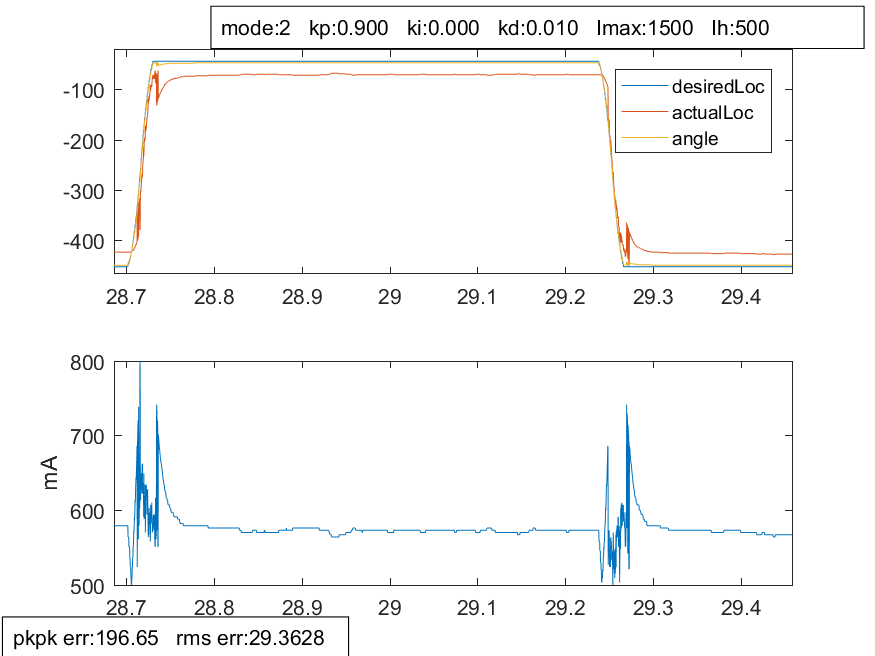 mode:2 kp:0.900 ki:0.000 kd:0.010 Imax:1500 Ih:500
-100
-200
-300
-400
desiredLoc
actualLoc
angle
28.7 28.8 28.9 29 29.1 29.2 29.3 29.4
800
700
600
500
mA
28.7 28.8 28.9 29 29.1 29.2 29.3 29.4
pkpk err:196.65 rms err:29.3628